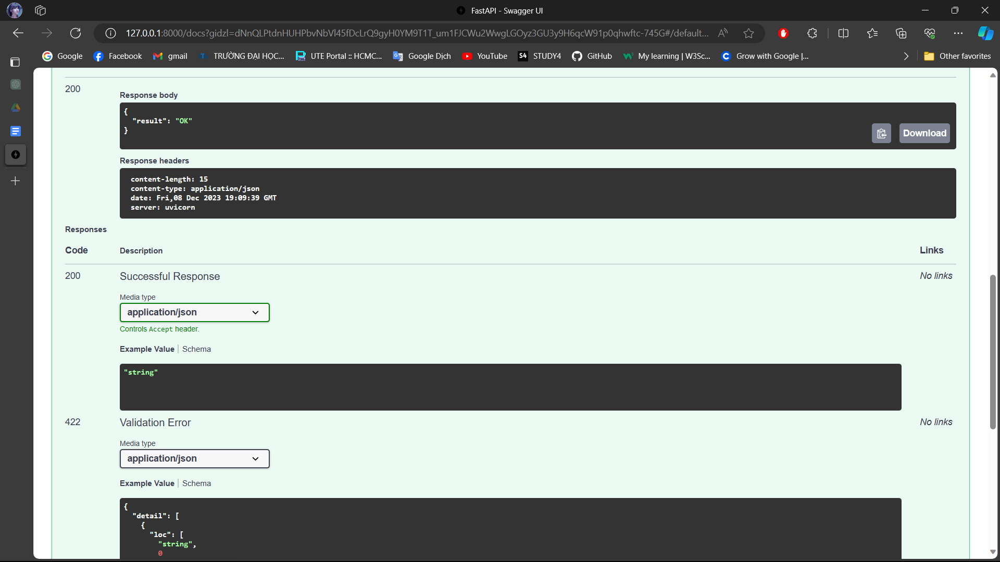 FastAPI - Swagger UI
127.0.0.1:8000/docs?gidzl=dNnQLPtdnHUHPbvNbVl45fDcLrQ9gyH0YM9T1T_um1FJCWu2WwgLGOyz3GU3y9H6qcW91p0qhwftc-745G#/default...
Google
Facebook
gmail
TRƯỜNG ĐẠI HỌC...
UTE Portal :: HCMC...
Google Dịch
YouTube
S4 STUDY4
GitHub
My learning | W3Sc...
Grow with Google |...
Other favorites
200
Response body
{
"result": "OK"
}
Download
Response headers
content-length: 15
content-type: application/json
date: Fri,08 Dec 2023 19:09:39 GMT
server: uvicorn
Responses
Code Description Links
200 Successful Response No links
Media type
application/json
Controls Accept header.
Example Value | Schema
"string"
422 Validation Error No links
Media type
application/json
Example Value | Schema
{
"detail": [
{
"loc": [
"string",
0